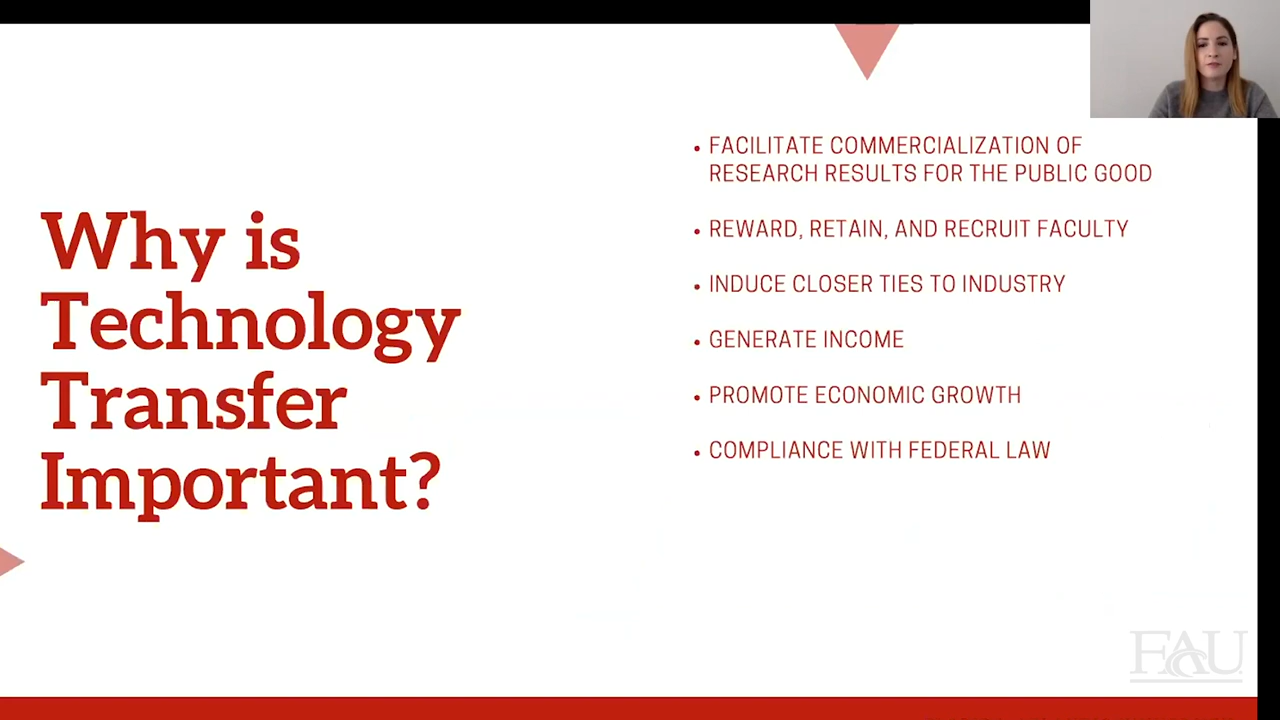 Why is
Technology
Transfer
Important?
• FACILITATE COMMERCIALIZATION OF
RESEARCH RESULTS FOR THE PUBLIC GOOD
• REWARD, RETAIN, AND RECRUIT FACULTY
• INDUCE CLOSER TIES TO INDUSTRY
• GENERATE INCOME
• PROMOTE ECONOMIC GROWTH
• COMPLIANCE WITH FEDERAL LAW
FAU